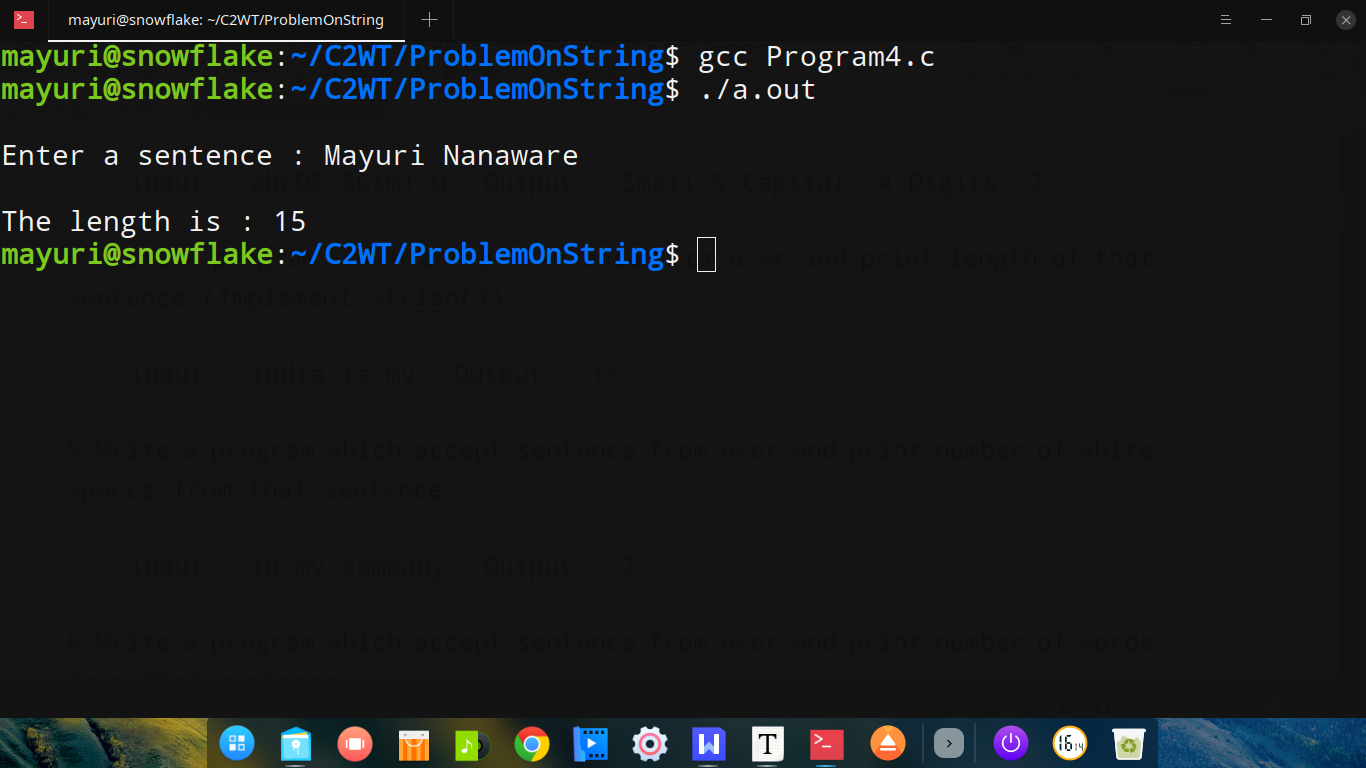 mayuri@snowflake: ~/C2WT/ProblemOnString
mayuri@snowflake:~/C2WT/ProblemOnString$ gcc Program4.c
mayuri@snowflake:~/C2WT/ProblemOnString$ ./a.out
Enter a sentence : Mayuri Nanaware
Input : abcDE 56lm1 O Output : Small:5 Capital: 4 Digits: 2
The length is : 15
mayuri@snowflake:~/C2WT/ProblemOnString$
user and print length of that
sentence (Implement strlen()).
Input : India is my Output : 11
5.Write a program which accept sentence from user and print number of white
spaces from that sentence.
Input : In my company Output : 2
6.Write a program which accept sentence from user and print number of words
16 14